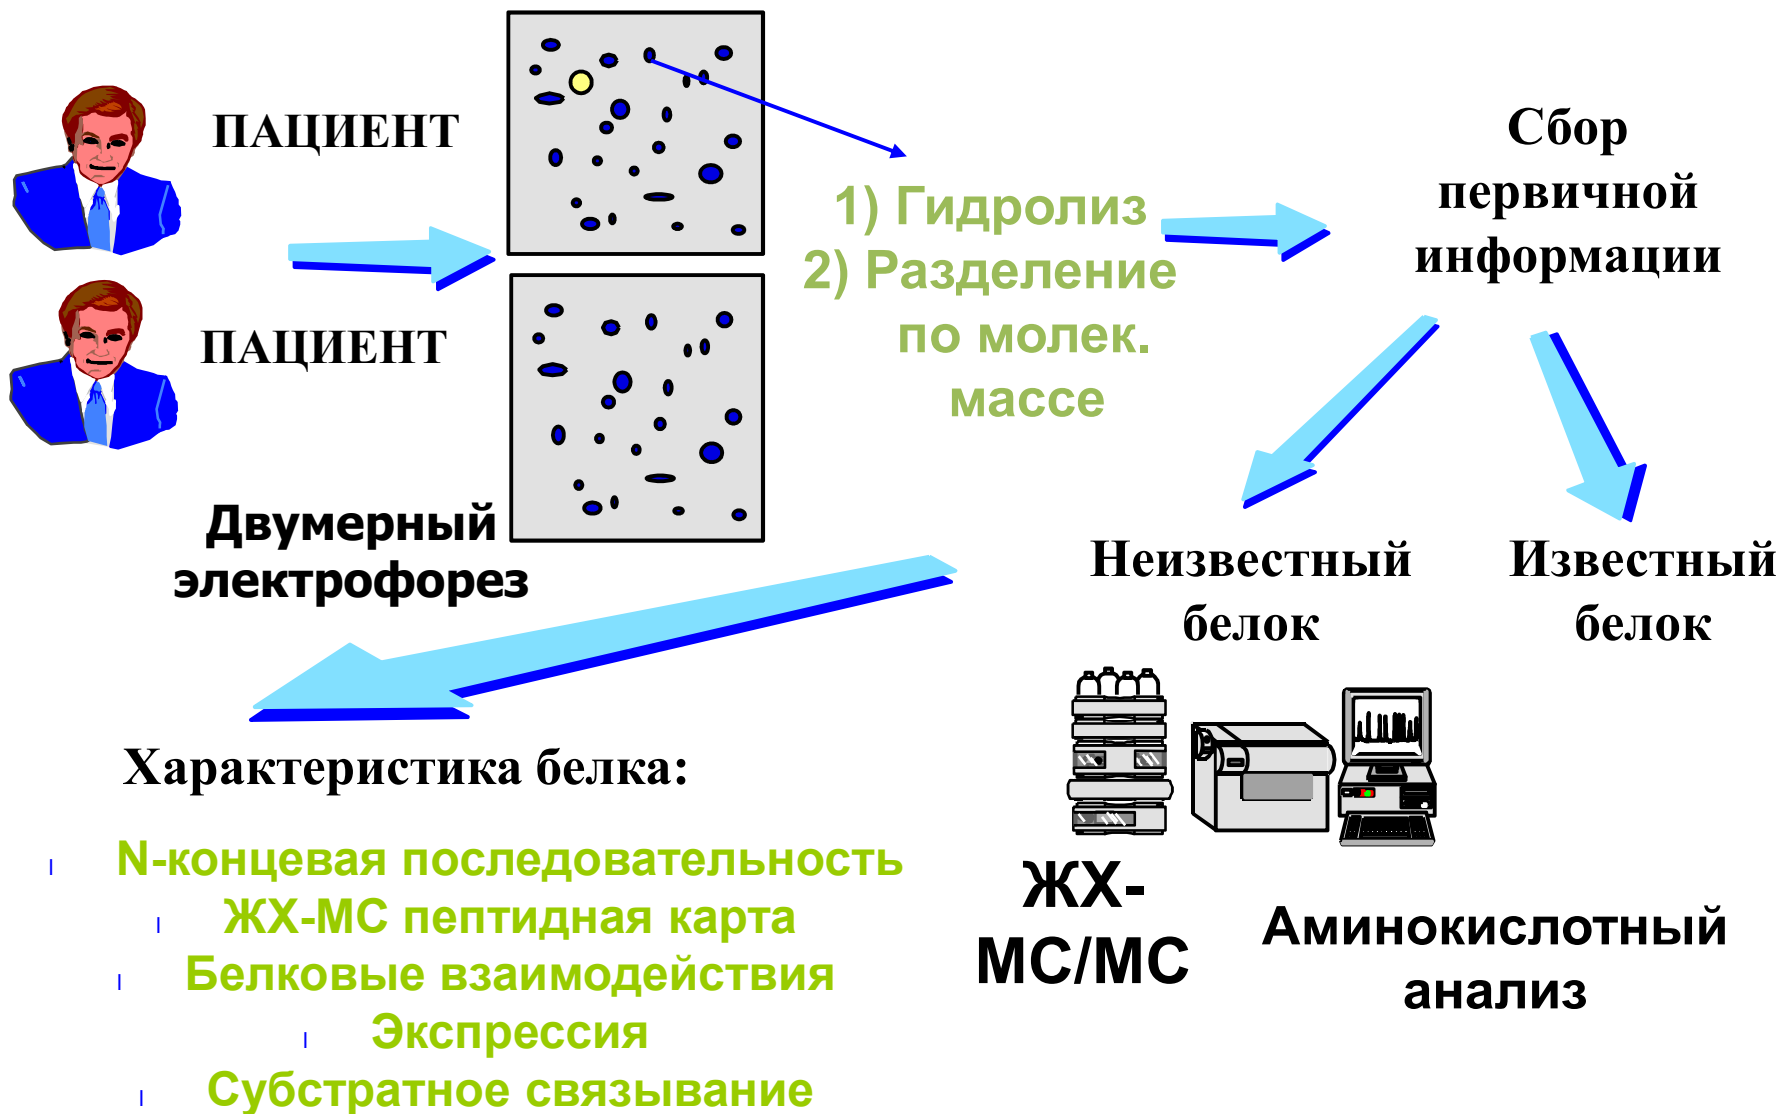 ПАЦИЕНТ
ПАЦИЕНТ
Двумерный
электрофорез
1) Гидролиз
2) Разделение
по молек.
массе
Сбор
первичной
информации
Неизвестный
белок
Известный
белок
ЖХ-
МС/МС
Аминокислотный
анализ
Характеристика белка:
l N-концевая последовательность
l ЖХ-МС пептидная карта
l Белковые взаимодействия
l Экспрессия
l Субстратное связывание